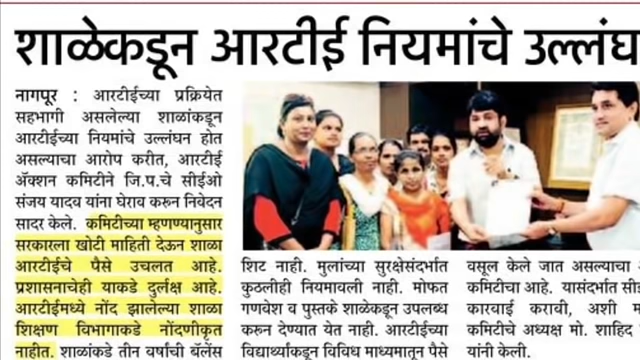 शाळेकडून आरटीई नियमांचे
नागपूर : आरटीईच्या प्रक्रियेत
सहभागी असलेल्या शाळांकडून
आरटीईच्या नियमांचे उल्लंघन होत
असल्याचा आरोप करीत, आरटीई
ॲक्शन कमिटीने जि.प.चे सीईओ
संजय यादव यांना घेराव करून निवेदन
सादर केले. कमिटीच्या म्हणण्यानुसार
सरकारला खोटी माहिती देऊन शाळा
आरटीईचे पैसे उचलत आहे.
प्रशासनाचेही याकडे दुर्लक्ष आहे.
आरटीईमध्ये नोंद झालेल्या शाळा
शिक्षण विभागाकडे नोंदणीकृत
नाहीत. शाळांकडे तीन वर्षांची बॅलेंस
शिट नाही. मुलांच्या सुरक्षेसंदर्भात
कुठलीही नियमावली नाही. मोफत
गणवेश व पुस्तके शाळेकडून उपलब्ध
करून देण्यात येत नाही. आरटीईच्या
विद्यार्थ्यांकडून विविध माध्यमातून पैसे
वसूल केले जात असल्याचा
कमिटीचा आहे. यासंदर्भात
कारवाई करावी, अशी
कमिटीचे अध्यक्ष मो. शाहिद
यांनी केली.